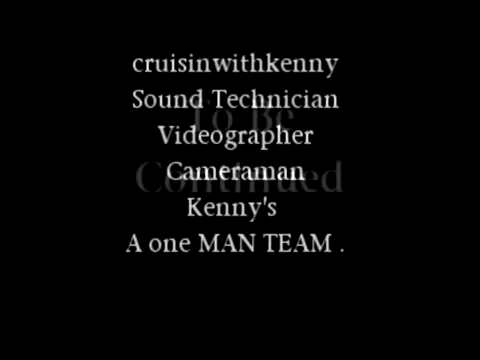 cruisinwithkenny
Sound Technician
To Be
Videographer
Cameraman
Continued
Kenny's
A one MAN TEAM .